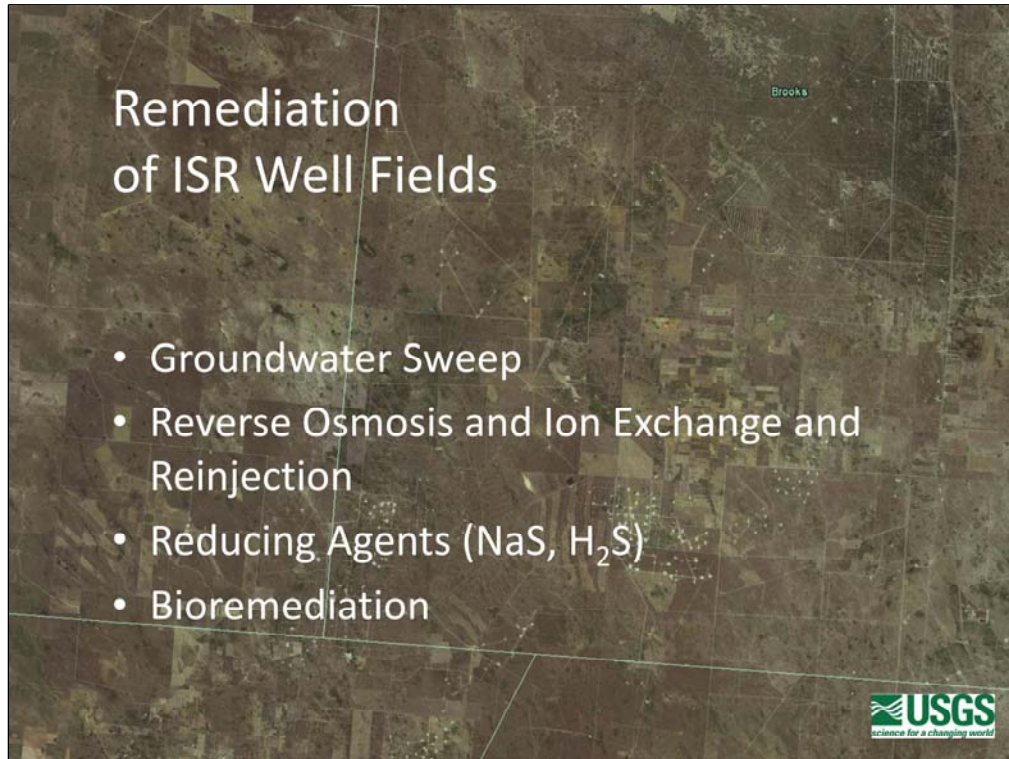 Brooks
Remediation
of ISR Well Fields
• Groundwater Sweep
• Reverse Osmosis and Ion Exchange and
Reinjection
• Reducing Agents (NaS, H₂S)
• Bioremediation
USGS
science for a changing world